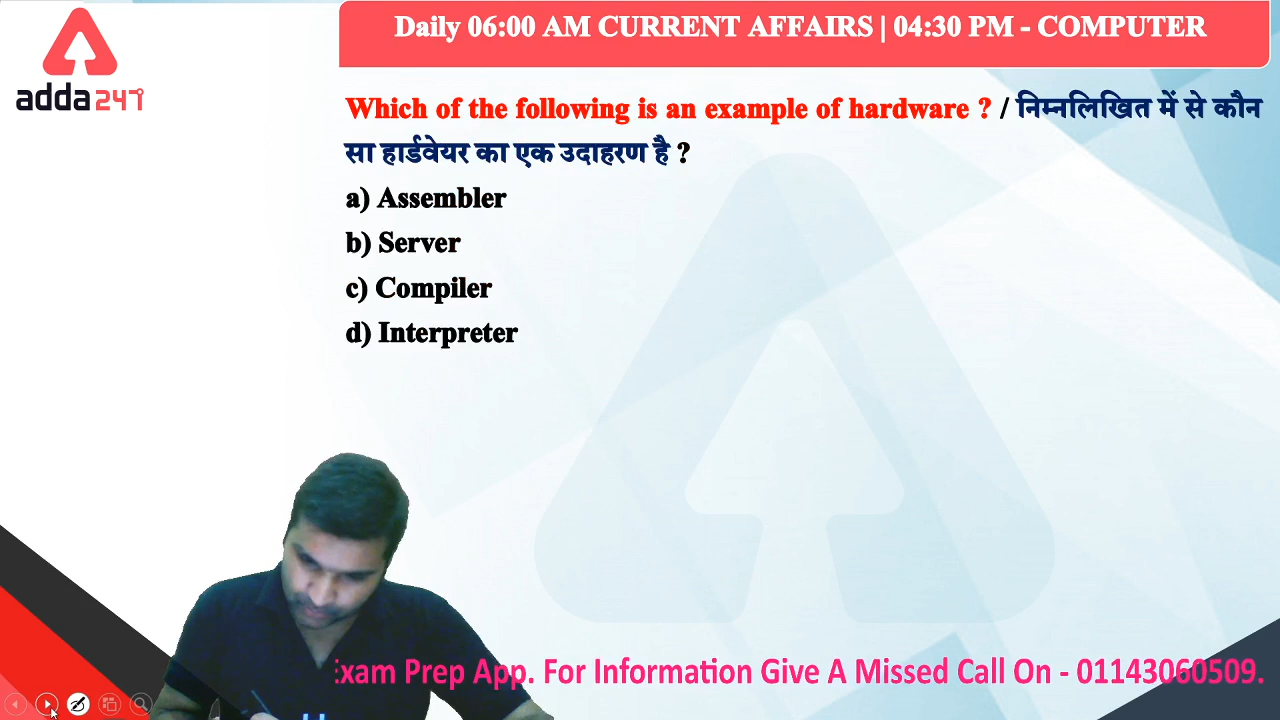 Daily 06:00 AM CURRENT AFFAIRS | 04:30 PM - COMPUTER
adda247
Which of the following is an example of hardware ? / निम्नलिखित में से कौन
सा हार्डवेयर का एक उदाहरण है ?
a) Assembler
b) Server
c) Compiler
d) Interpreter
Exam Prep App. For Information Give A Missed Call On - 01143060509.